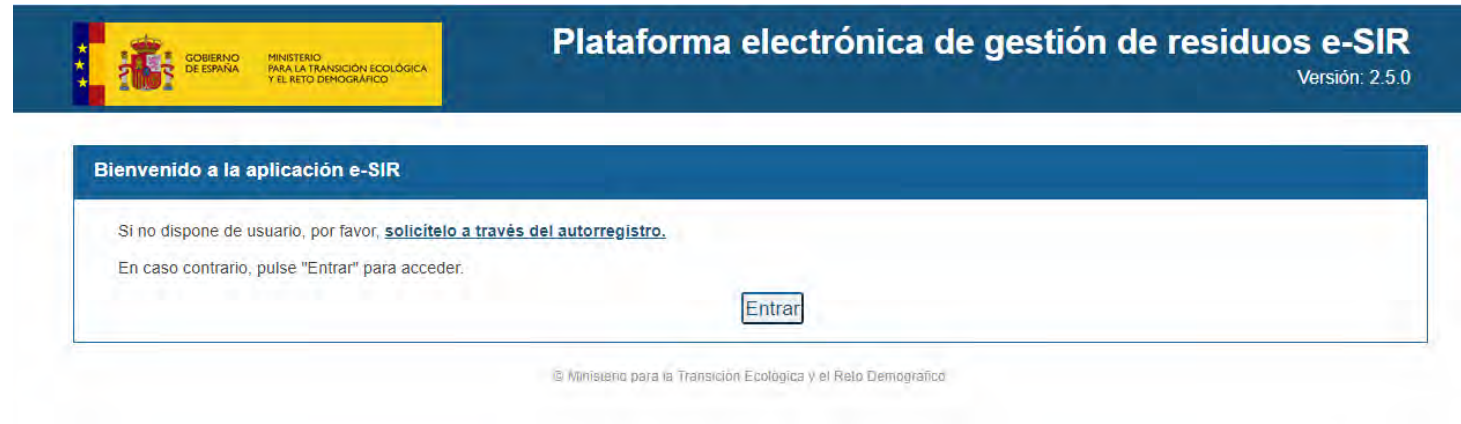 GOBIERNO
DE ESPAÑA
MINISTERIO
PARA LA TRANSICIÓN ECOLÓGICA
Y EL RETO DEMOGRÁFICO
Plataforma electrónica de gestión de residuos e-SIR
Versión: 2.5.0
Bienvenido a la aplicación e-SIR
Si no dispone de usuario, por favor, solicítelo a través del autorregistro.
En caso contrario, pulse "Entrar" para acceder.
Entrar
© Ministerio para la Transición Ecológica y el Reto Demográfico